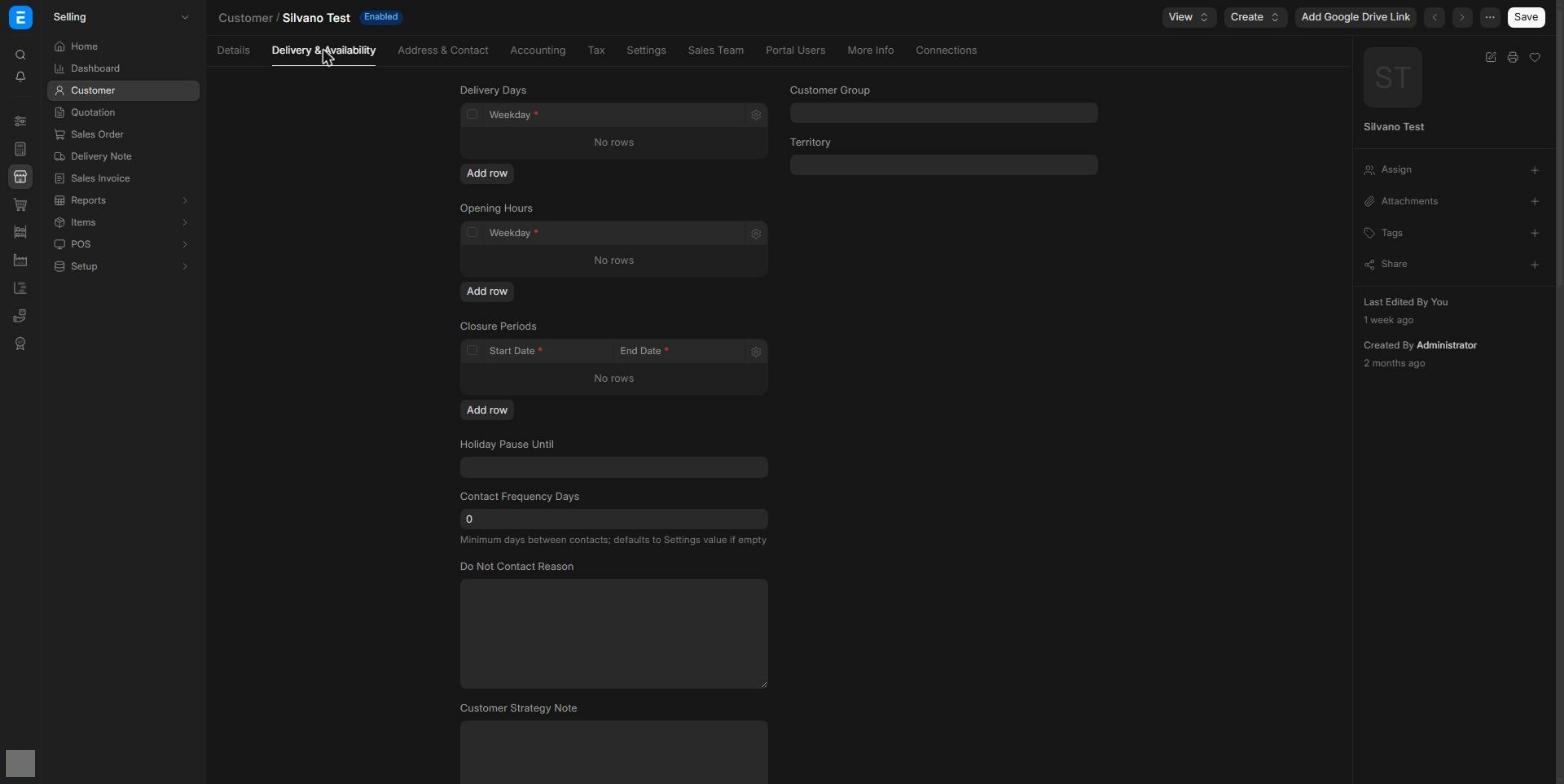 Selling
Home
Dashboard
Customer
Quotation
Sales Order
Delivery Note
Sales Invoice
Reports
Items
POS
Setup
Customer / Silvano Test Enabled
View
Create
Add Google Drive Link
Save
Details
Delivery & Availability
Address & Contact
Accounting
Tax
Settings
Sales Team
Portal Users
More Info
Connections
Delivery Days
Weekday *
No rows
Add row
Opening Hours
Weekday *
No rows
Add row
Closure Periods
Start Date * End Date *
No rows
Add row
Holiday Pause Until
Contact Frequency Days
0
Minimum days between contacts; defaults to Settings value if empty
Do Not Contact Reason
Customer Strategy Note
Customer Group
Territory
ST
Silvano Test
Assign
Attachments
Tags
Share
Last Edited By You
1 week ago
Created By Administrator
2 months ago